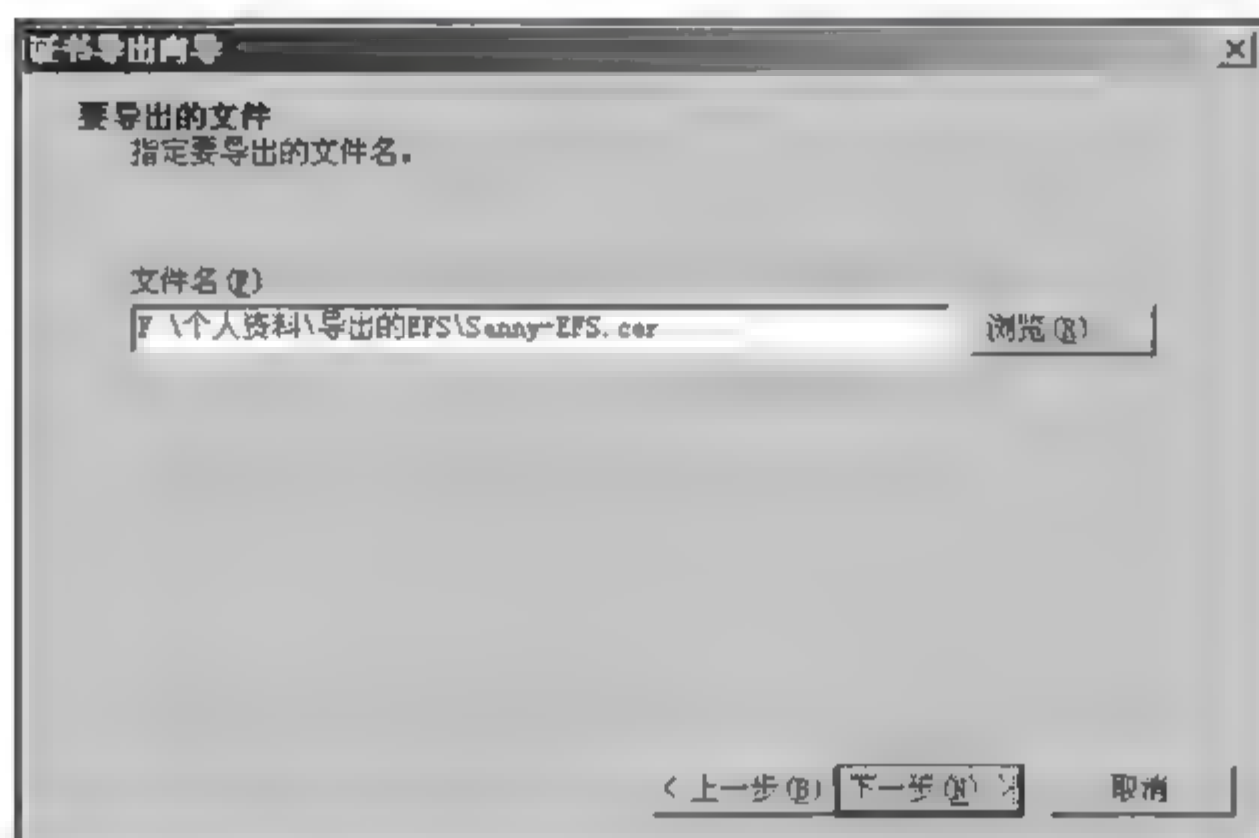 证书导出向导
要导出的文件
指定要导出的文件名。
文件名(F)
F:\个人资料\导出的EFS\Sanny-EFS.cer
浏览(R)
< 上一步(B)
下一步(N) >
取消